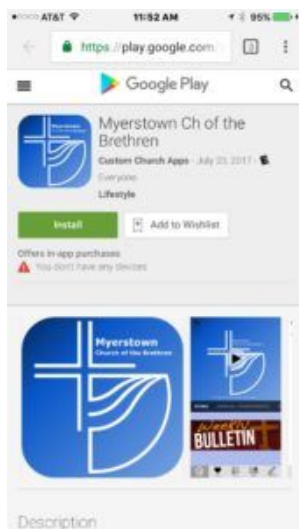 AT&T 11:52 AM 95%
https://play.google.com
Google Play
Myerstown Ch of the
Brethren
Custom Church Apps - July 23, 2017 -
Everyone
Lifestyle
Install
Add to Wishlist
Offers in-app purchases
You don't have any devices
Myerstown
Church of the Brethren
Weekly
BULLETIN
Description